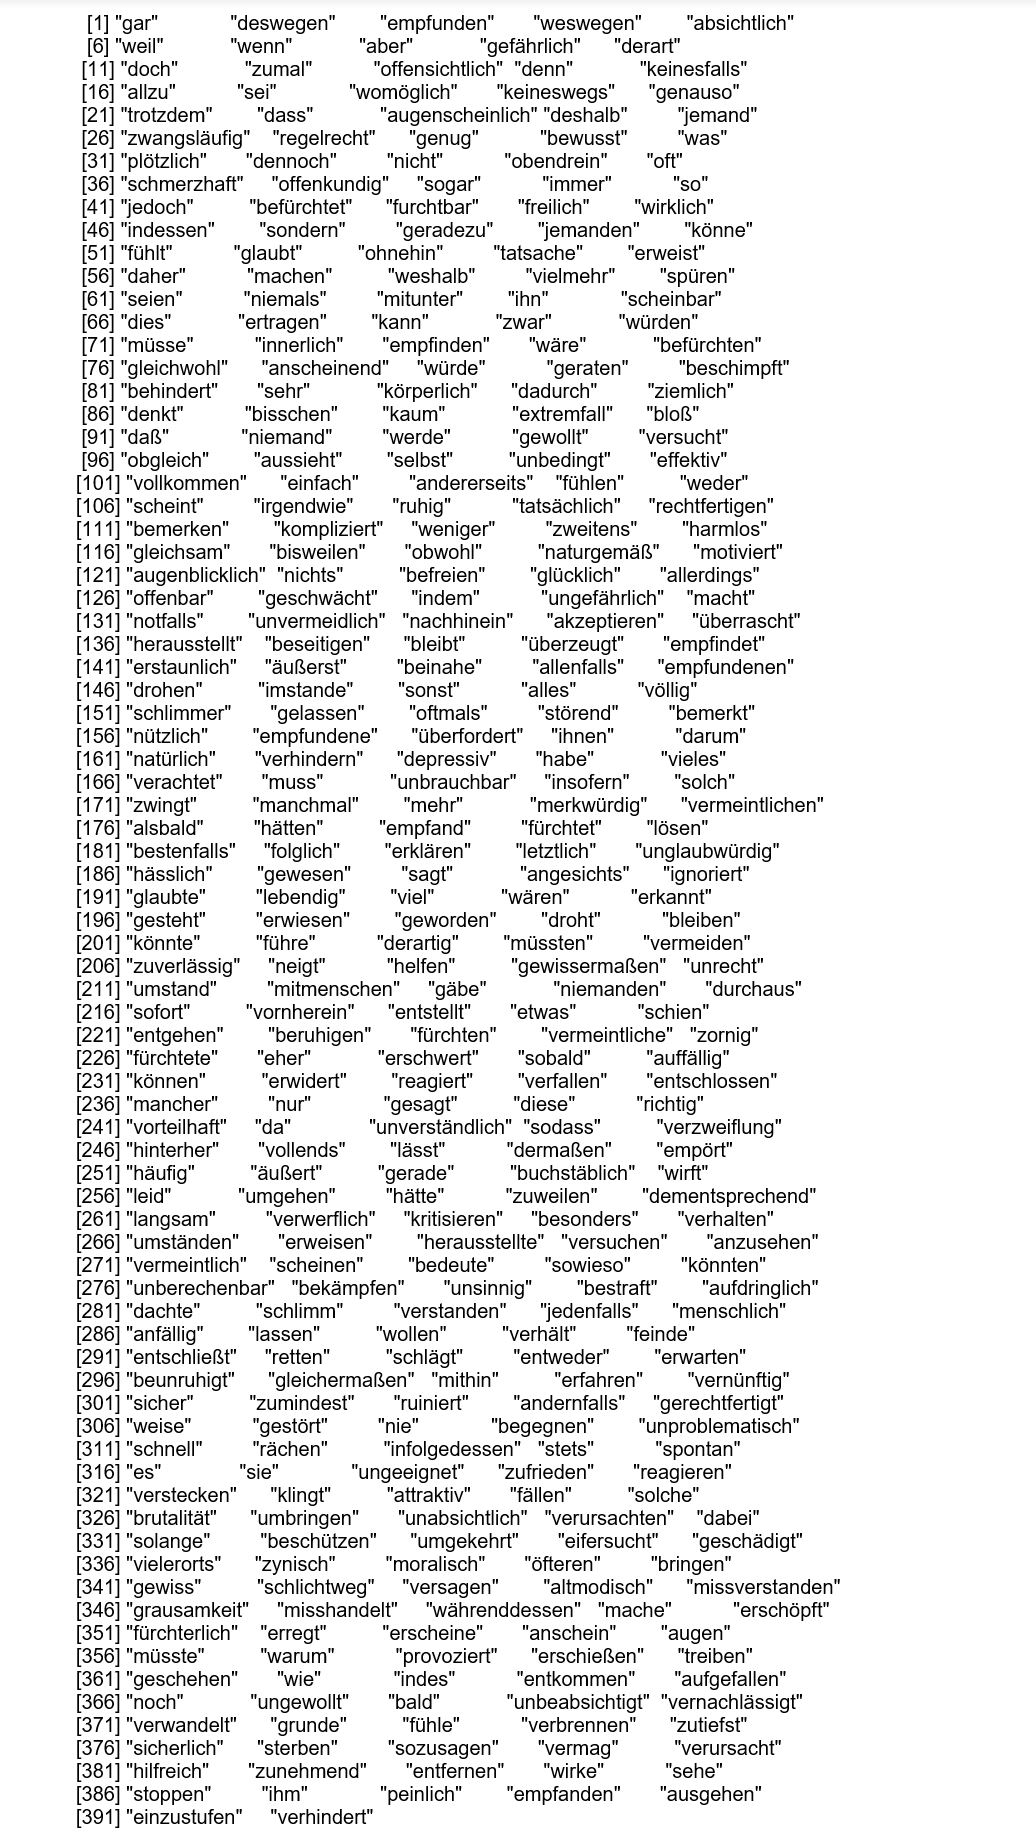 [1] "gar" "deswegen" "empfunden" "weswegen" "absichtlich"
[6] "weil" "wenn" "aber" "gefährlich" "derart"
[11] "doch" "zumal" "offensichtlich" "denn" "keinesfalls"
[16] "allzu" "sei" "womöglich" "keineswegs" "genauso"
[21] "trotzdem" "dass" "augenscheinlich" "deshalb" "jemand"
[26] "zwangsläufig" "regelrecht" "genug" "bewusst" "was"
[31] "plötzlich" "dennoch" "nicht" "obendrein" "oft"
[36] "schmerzhaft" "offenkundig" "sogar" "immer" "so"
[41] "jedoch" "befürchtet" "furchtbar" "freilich" "wirklich"
[46] "indessen" "sondern" "geradezu" "jemanden" "könne"
[51] "fühlt" "glaubt" "ohnehin" "tatsache" "erweist"
[56] "daher" "machen" "weshalb" "vielmehr" "spüren"
[61] "seien" "niemals" "mitunter" "ihn" "scheinbar"
[66] "dies" "ertragen" "kann" "zwar" "würden"
[71] "müsse" "innerlich" "empfinden" "wäre" "befürchten"
[76] "gleichwohl" "anscheinend" "würde" "geraten" "beschimpft"
[81] "behindert" "sehr" "körperlich" "dadurch" "ziemlich"
[86] "denkt" "bisschen" "kaum" "extremfall" "bloß"
[91] "daß" "niemand" "werde" "gewollt" "versucht"
[96] "obgleich" "aussieht" "selbst" "unbedingt" "effektiv"
[101] "vollkommen" "einfach" "andererseits" "fühlen" "weder"
[106] "scheint" "irgendwie" "ruhig" "tatsächlich" "rechtfertigen"
[111] "bemerken" "kompliziert" "weniger" "zweitens" "harmlos"
[116] "gleichsam" "bisweilen" "obwohl" "naturgemäß" "motiviert"
[121] "augenblicklich" "nichts" "befreien" "glücklich" "allerdings"
[126] "offenbar" "geschwächt" "indem" "ungefährlich" "macht"
[131] "notfalls" "unvermeidlich" "nachhinein" "akzeptieren" "überrascht"
[136] "herausstellt" "beseitigen" "bleibt" "überzeugt" "empfindet"
[141] "erstaunlich" "äußerst" "beinahe" "allenfalls" "empfundenen"
[146] "drohen" "imstande" "sonst" "alles" "völlig"
[151] "schlimmer" "gelassen" "oftmals" "störend" "bemerkt"
[156] "nützlich" "empfundene" "überfordert" "ihnen" "darum"
[161] "natürlich" "verhindern" "depressiv" "habe" "vieles"
[166] "verachtet" "muss" "unbrauchbar" "insofern" "solch"
[171] "zwingt" "manchmal" "mehr" "merkwürdig" "vermeintlichen"
[176] "alsbald" "hätten" "empfand" "fürchtet" "lösen"
[181] "bestenfalls" "folglich" "erklären" "letztlich" "unglaubwürdig"
[186] "hässlich" "gewesen" "sagt" "angesichts" "ignoriert"
[191] "glaubte" "lebendig" "viel" "wären" "erkannt"
[196] "gesteht" "erwiesen" "geworden" "droht" "bleiben"
[201] "könnte" "führe" "derartig" "müssten" "vermeiden"
[206] "zuverlässig" "neigt" "helfen" "gewissermaßen" "unrecht"
[211] "umstand" "mitmenschen" "gäbe" "niemanden" "durchaus"
[216] "sofort" "vornherein" "entstellt" "etwas" "schien"
[221] "entgehen" "beruhigen" "fürchten" "vermeintliche" "zornig"
[226] "fürchtete" "eher" "erschwert" "sobald" "auffällig"
[231] "können" "erwidert" "reagiert" "verfallen" "entschlossen"
[236] "mancher" "nur" "gesagt" "diese" "richtig"
[241] "vorteilhaft" "da" "unverständlich" "sodass" "verzweiflung"
[246] "hinterher" "vollends" "lässt" "dermaßen" "empört"
[251] "häufig" "äußert" "gerade" "buchstäblich" "wirft"
[256] "leid" "umgehen" "hätte" "zuweilen" "dementsprechend"
[261] "langsam" "verwerflich" "kritisieren" "besonders" "verhalten"
[266] "umständen" "erweisen" "herausstellte" "versuchen" "anzusehen"
[271] "vermeintlich" "scheinen" "bedeute" "sowieso" "könnten"
[276] "unberechenbar" "bekämpfen" "unsinnig" "bestraft" "aufdringlich"
[281] "dachte" "schlimm" "verstanden" "jedenfalls" "menschlich"
[286] "anfällig" "lassen" "wollen" "verhält" "feinde"
[291] "entschließt" "retten" "schlägt" "entweder" "erwarten"
[296] "beunruhigt" "gleichermaßen" "mithin" "erfahren" "vernünftig"
[301] "sicher" "zumindest" "ruiniert" "andernfalls" "gerechtfertigt"
[306] "weise" "gestört" "nie" "begegnen" "unproblematisch"
[311] "schnell" "rächen" "infolgedessen" "stets" "spontan"
[316] "es" "sie" "ungeeignet" "zufrieden" "reagieren"
[321] "verstecken" "klingt" "attraktiv" "fällen" "solche"
[326] "brutalität" "umbringen" "unabsichtlich" "verursachten" "dabei"
[331] "solange" "beschützen" "umgekehrt" "eifersucht" "geschädigt"
[336] "vielerorts" "zynisch" "moralisch" "öfteren" "bringen"
[341] "gewiss" "schlichtweg" "versagen" "altmodisch" "missverstanden"
[346] "grausamkeit" "misshandelt" "währenddessen" "mache" "erschöpft"
[351] "fürchterlich" "erregt" "erscheine" "anschein" "augen"
[356] "müsste" "warum" "provoziert" "erschießen" "treiben"
[361] "geschehen" "wie" "indes" "entkommen" "aufgefallen"
[366] "noch" "ungewollt" "bald" "unbeabsichtigt" "vernachlässigt"
[371] "verwandelt" "grunde" "fühle" "verbrennen" "zutiefst"
[376] "sicherlich" "sterben" "sozusagen" "vermag" "verursacht"
[381] "hilfreich" "zunehmend" "entfernen" "wirke" "sehe"
[386] "stoppen" "ihm" "peinlich" "empfanden" "ausgehen"
[391] "einzustufen" "verhindert"